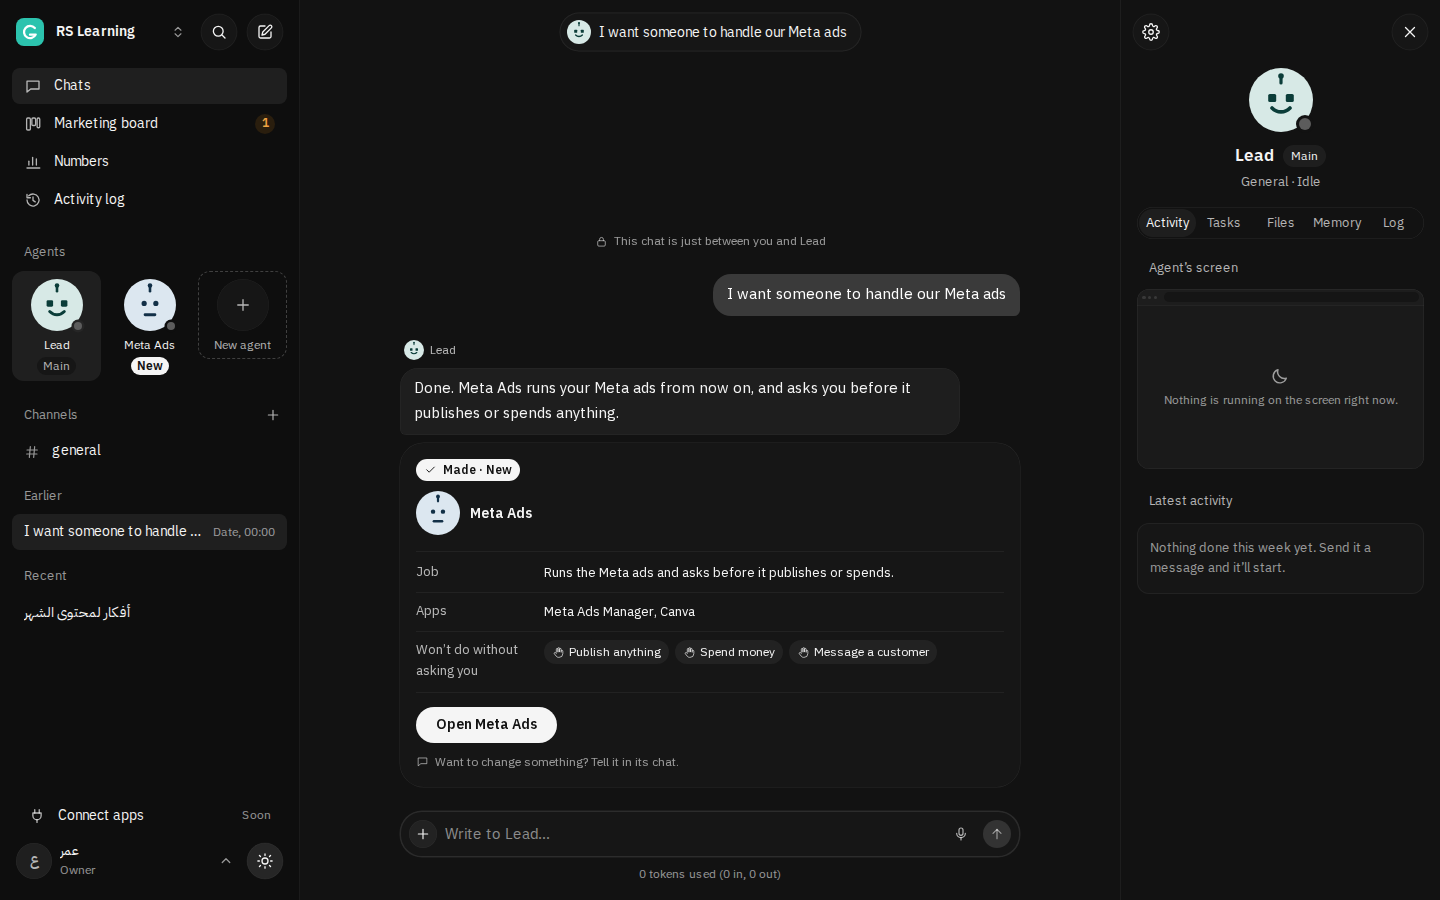 RS Learning
Chats
Marketing board
1
Numbers
Activity log
Agents
Lead
Main
Meta Ads
New
New agent
Channels
general
Earlier
I want someone to handle ...
Date, 00:00
Recent
أفكار لمحتوى الشهر
Connect apps
Soon
ع
عمر
Owner
I want someone to handle our Meta ads
This chat is just between you and Lead
I want someone to handle our Meta ads
Lead
Done. Meta Ads runs your Meta ads from now on, and asks you before it
publishes or spends anything.
Made · New
Meta Ads
Job
Runs the Meta ads and asks before it publishes or spends.
Apps
Meta Ads Manager, Canva
Won't do without
asking you
Publish anything
Spend money
Message a customer
Open Meta Ads
Want to change something? Tell it in its chat.
Write to Lead...
0 tokens used (0 in, 0 out)
Lead
Main
General · Idle
Activity
Tasks
Files
Memory
Log
Agent's screen
Nothing is running on the screen right now.
Latest activity
Nothing done this week yet. Send it a
message and it'll start.